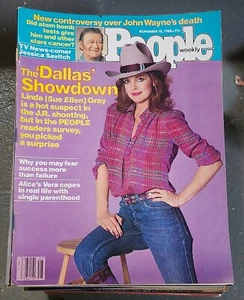 New controversy over John Wayne's death
Did atom bomb
tests give
him and other
stars cancer?
TV News-comer
Jessica Savitch
People
weekly
NOVEMBER 10, 1980
The 'Dallas'
Showdown
Linda (Sue Ellen) Gray
is a hot suspect in
the J.R. shooting,
but in the PEOPLE
readers survey,
you picked
a surprise
Why you may fear
success more
than failure
Alice's Vera copes
in real life with
single parenthood